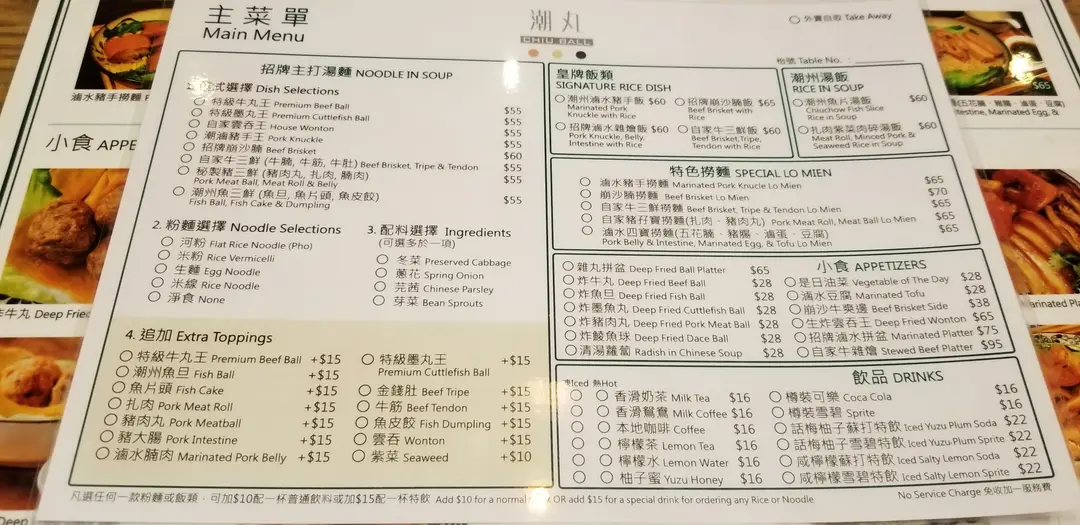 主菜單
Main Menu
潮丸
CHIU BALL
外賣自取 Take Away
枱號 Table No. :
招牌主打湯麵 NOODLE IN SOUP
式選擇 Dish Selections
特級牛丸王 Premium Beef Ball $55
特級墨丸王 Premium Cuttlefish Ball $55
自家雲吞王 House Wonton $55
潮滷豬手王 Pork Knuckle $55
招牌崩沙腩 Beef Brisket $60
自家牛三鮮 (牛腩, 牛筋, 牛肚) Beef Brisket, Tripe & Tendon $55
秘製豬三鮮 (豬肉丸, 扎肉, 腩肉) $55
Pork Meat Ball, Meat Roll & Belly
潮州魚三鮮 (魚旦, 魚片頭, 魚皮餃) $55
Fish Ball, Fish Cake & Dumpling
2. 粉麵選擇 Noodle Selections
河粉 Flat Rice Noodle (Pho)
米粉 Rice Vermicelli
生麵 Egg Noodle
米線 Rice Noodle
淨食 None
3. 配料選擇 Ingredients
(可選多於一項)
冬菜 Preserved Cabbage
蔥花 Spring Onion
芫茜 Chinese Parsley
芽菜 Bean Sprouts
4. 追加 Extra Toppings
特級牛丸王 Premium Beef Ball +$15
潮州魚旦 Fish Ball +$15
魚片頭 Fish Cake +$15
扎肉 Pork Meat Roll +$15
豬肉丸 Pork Meatball +$15
豬大腸 Pork Intestine +$15
滷水腩肉 Marinated Pork Belly +$15
特級墨丸王 +$15
Premium Cuttlefish Ball
金錢肚 Beef Tripe +$15
牛筋 Beef Tendon +$15
魚皮餃 Fish Dumpling +$15
雲吞 Wonton +$15
紫菜 Seaweed +$10
皇牌飯類
SIGNATURE RICE DISH
潮州滷水豬手飯 $60
Marinated Pork
Knuckle with Rice
招牌崩沙腩飯 $65
Beef Brisket with
Rice
招牌滷水雜燴飯 $60
Pork Knuckle, Belly,
Intestine with Rice
自家牛三鮮飯 $60
Beef Brisket,Tripe,
Tendon with Rice
潮州湯飯
RICE IN SOUP
潮州魚片湯飯 $60
Chiuchow Fish Slice
Rice in Soup
扎肉紫菜肉碎湯飯 $60
Meat Roll, Minced Pork &
Seaweed Rice in Soup
特色撈麵 SPECIAL LO MIEN
滷水豬手撈麵 Marinated Pork Knucle Lo Mien $65
崩沙腩撈麵 Beef Brisket Lo Mien $70
自家牛三鮮撈麵 Beef Brisket, Tripe & Tendon Lo Mien $65
自家豬孖寶撈麵 (扎肉．豬肉丸) Pork Meat Roll, Meat Ball Lo Mien $65
滷水四寶撈麵(五花腩．豬腸．滷蛋．豆腐) $65
Pork Belly & Intestine, Marinated Egg, & Tofu Lo Mien
小食 APPETIZERS
雜丸拼盆 Deep Fried Ball Platter $65
炸牛丸 Deep Fried Beef Ball $28
炸魚旦 Deep Fried Fish Ball $28
炸墨魚丸 Deep Fried Cuttlefish Ball $28
炸豬肉丸 Deep Fried Pork Meat Ball $28
炸鯪魚球 Deep Fried Dace Ball $28
清湯蘿蔔 Radish in Chinese Soup $28
是日油菜 Vegetable of The Day $28
滷水豆腐 Marinated Tofu $28
崩沙牛爽邊 Beef Brisket Side $38
生炸雲吞王 Deep Fried Wonton $65
招牌滷水拼盆 Marinated Platter $75
自家牛雜燴 Stewed Beef Platter $95
飲品 DRINKS
凍Iced 熱Hot
香滑奶茶 Milk Tea $16
香滑鴛鴦 Milk Coffee $16
本地咖啡 Coffee $16
檸檬茶 Lemon Tea $16
檸檬水 Lemon Water $16
柚子蜜 Yuzu Honey $16
樽裝可樂 Coca Cola $16
樽裝雪碧 Sprite $16
話梅柚子蘇打特飲 Iced Yuzu Plum Soda $22
話梅柚子雪碧特飲 Iced Yuzu Plum Sprite $22
咸檸檬蘇打特飲 Iced Salty Lemon Soda $22
咸檸檬雪碧特飲 Iced Salty Lemon Sprite $22
凡選任何一款粉麵或飯類，可加$10配一杯普通飲料或加$15配一杯特飲 Add $10 for a normal OR add $15 for a special drink for ordering any Rice or Noodle
No Service Charge 免收加一服務費
滷水豬手撈麵
小食 APPE
炸牛丸 Deep Fried
Deep
$65
(五花腩．豬腸．滷蛋．豆腐)
Intestine, Marinated Egg, &
Marinated Pla